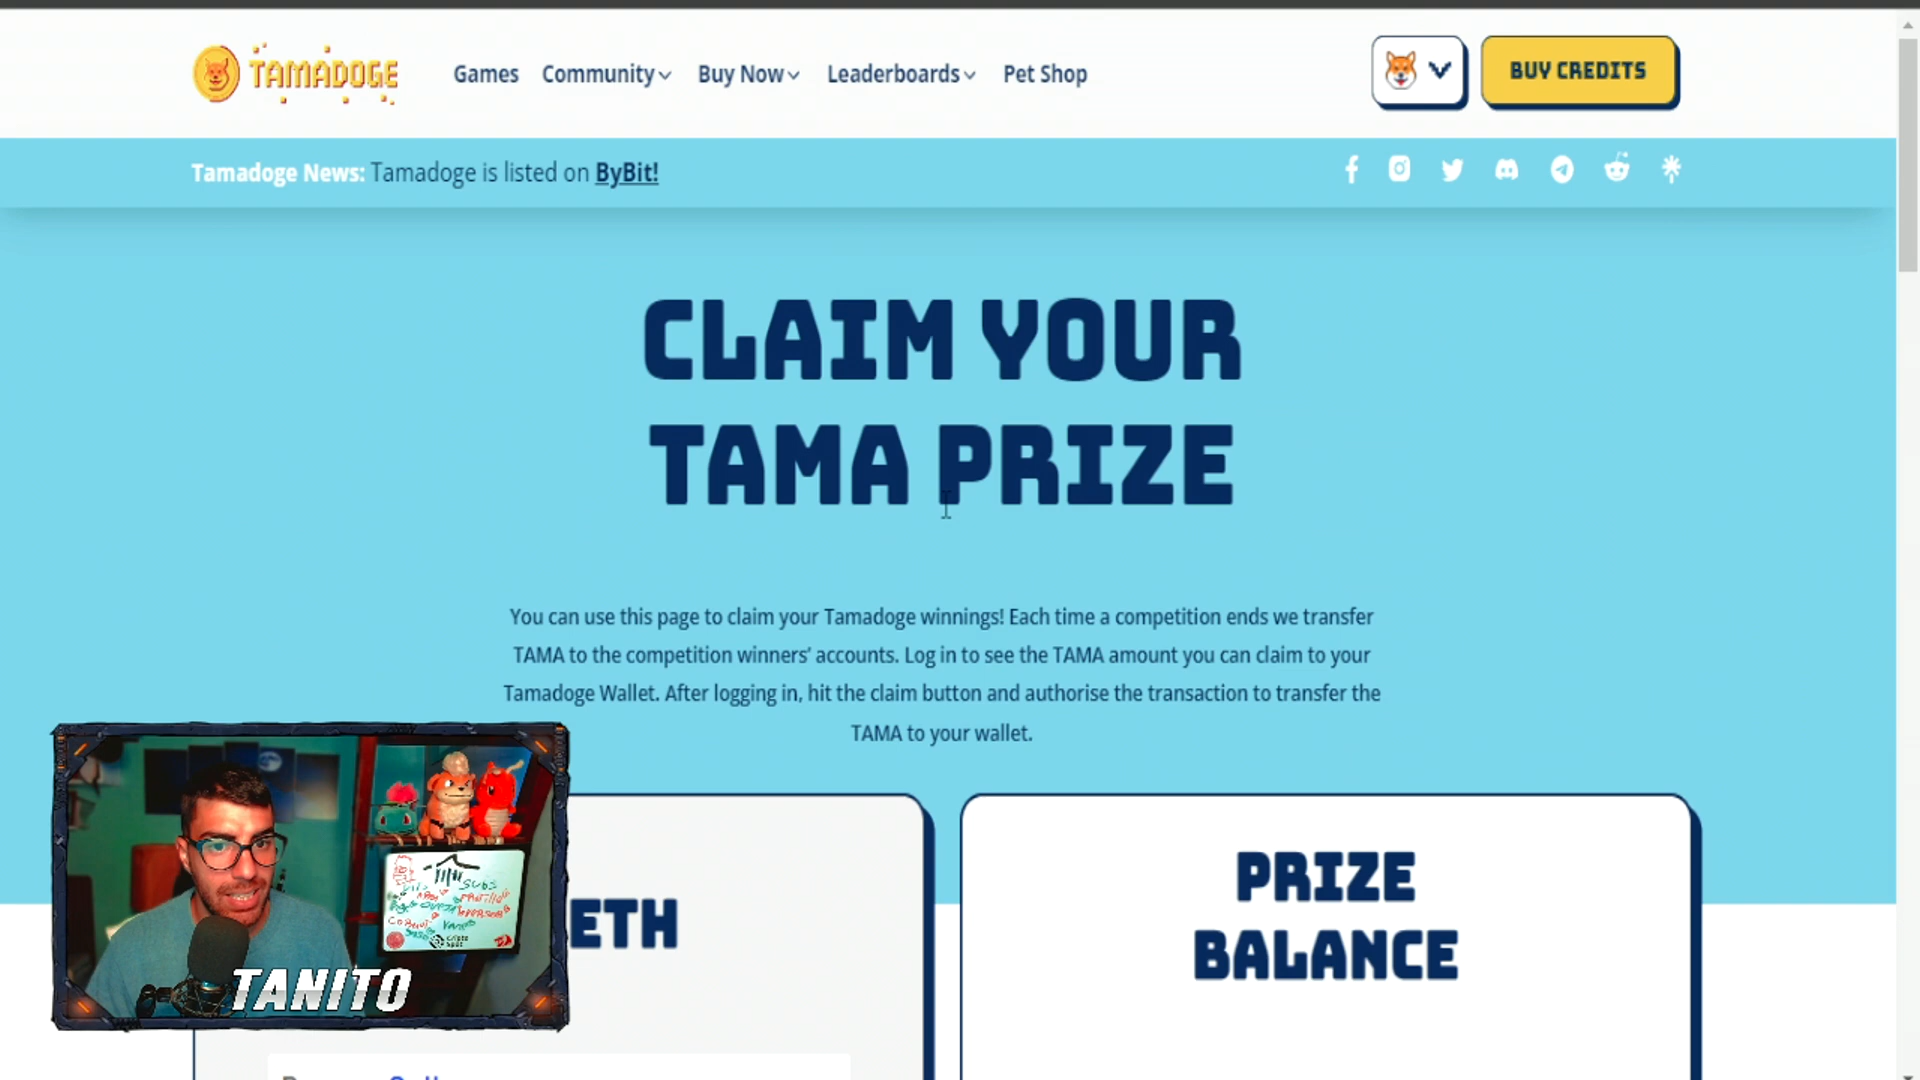 TAMADOGE
Games Community Buy Now Leaderboards Pet Shop
BUY CREDITS
Tamadoge News: Tamadoge is listed on ByBit!
CLAIM YOUR
TAMA PRIZE
You can use this page to claim your Tamadoge winnings! Each time a competition ends we transfer
TAMA to the competition winners' accounts. Log in to see the TAMA amount you can claim to your
Tamadoge Wallet. After logging in, hit the claim button and authorise the transaction to transfer the
TAMA to your wallet.
ETH
PRIZE
BALANCE
SUBS
TANITO